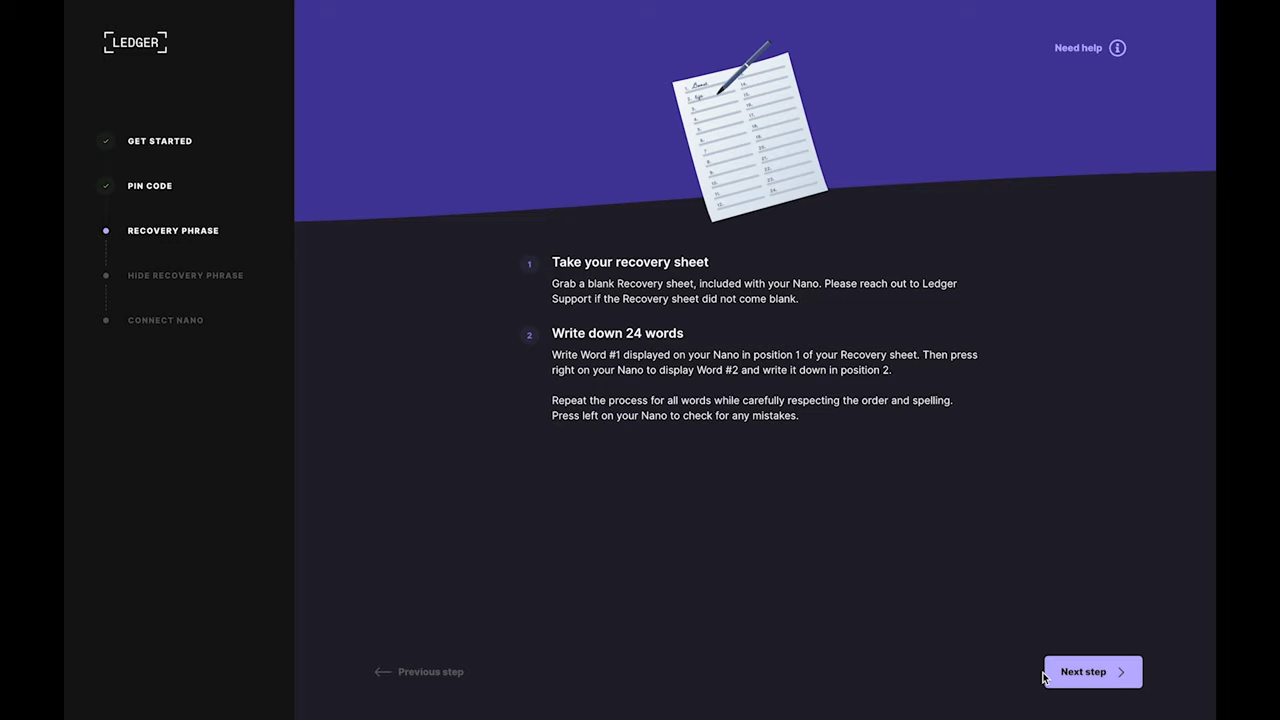 LEDGER
Need help
GET STARTED
PIN CODE
RECOVERY PHRASE
HIDE RECOVERY PHRASE
CONNECT NANO
1
Take your recovery sheet
Grab a blank Recovery sheet, included with your Nano. Please reach out to Ledger
Support if the Recovery sheet did not come blank.
2
Write down 24 words
Write Word #1 displayed on your Nano in position 1 of your Recovery sheet. Then press
right on your Nano to display Word #2 and write it down in position 2.
Repeat the process for all words while carefully respecting the order and spelling.
Press left on your Nano to check for any mistakes.
Previous step
Next step